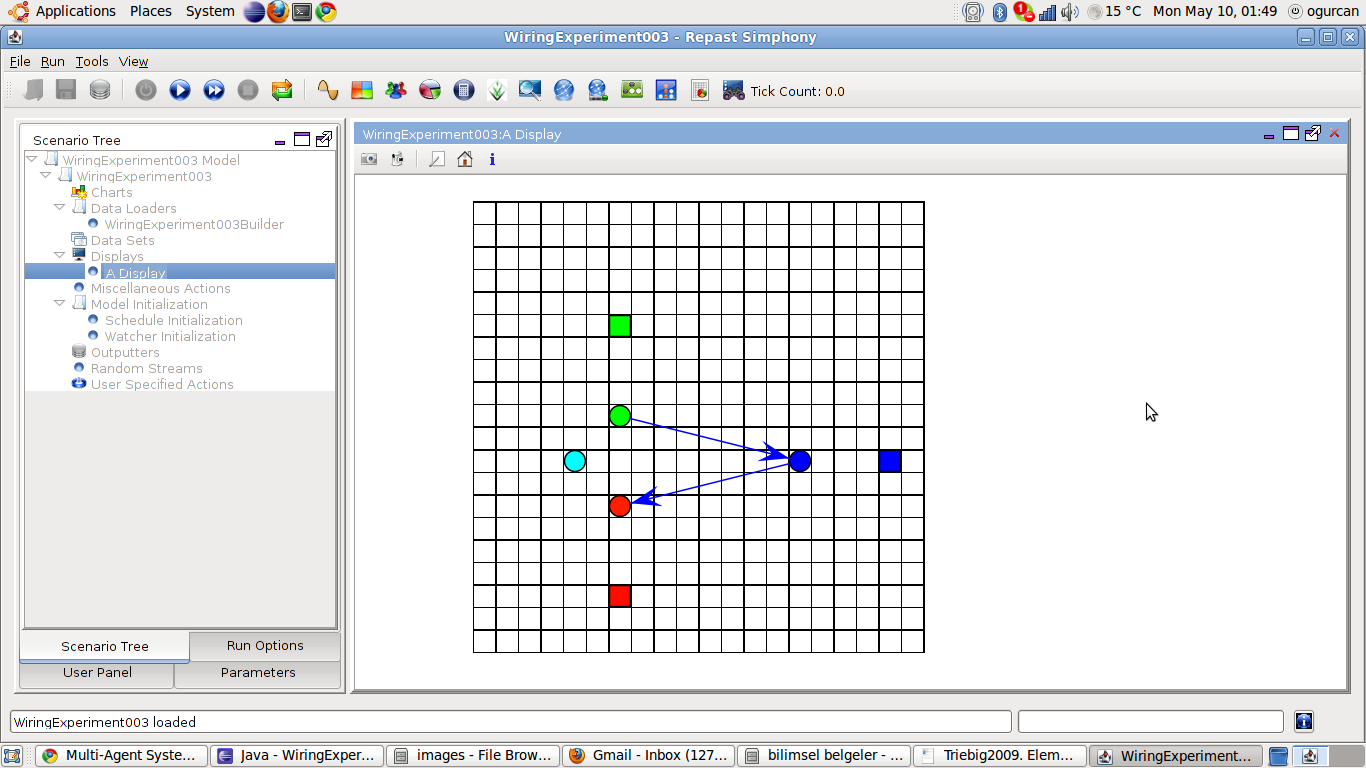 Applications Places System 15 °C Mon May 10, 01:49 ogurcan
WiringExperiment003 - Repast Simphony
File Run Tools View
Tick Count: 0.0
Scenario Tree
WiringExperiment003 Model
WiringExperiment003
Charts
Data Loaders
WiringExperiment003Builder
Data Sets
Displays
A Display
Miscellaneous Actions
Model Initialization
Schedule Initialization
Watcher Initialization
Outputters
Random Streams
User Specified Actions
Scenario Tree Run Options
User Panel Parameters
WiringExperiment003:A Display
WiringExperiment003 loaded
Multi-Agent Syste... Java - WiringExper... images - File Brow... Gmail - Inbox (127... bilimsel belgeler - ... Triebig2009. Elem... WiringExperiment...